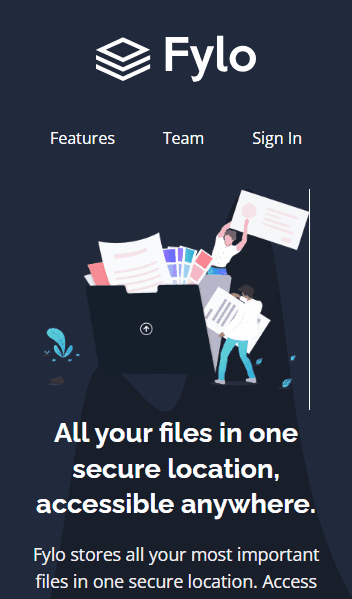 Fylo
Features Team Sign In
All your files in one
secure location,
accessible anywhere.
Fylo stores all your most important
files in one secure location. Access